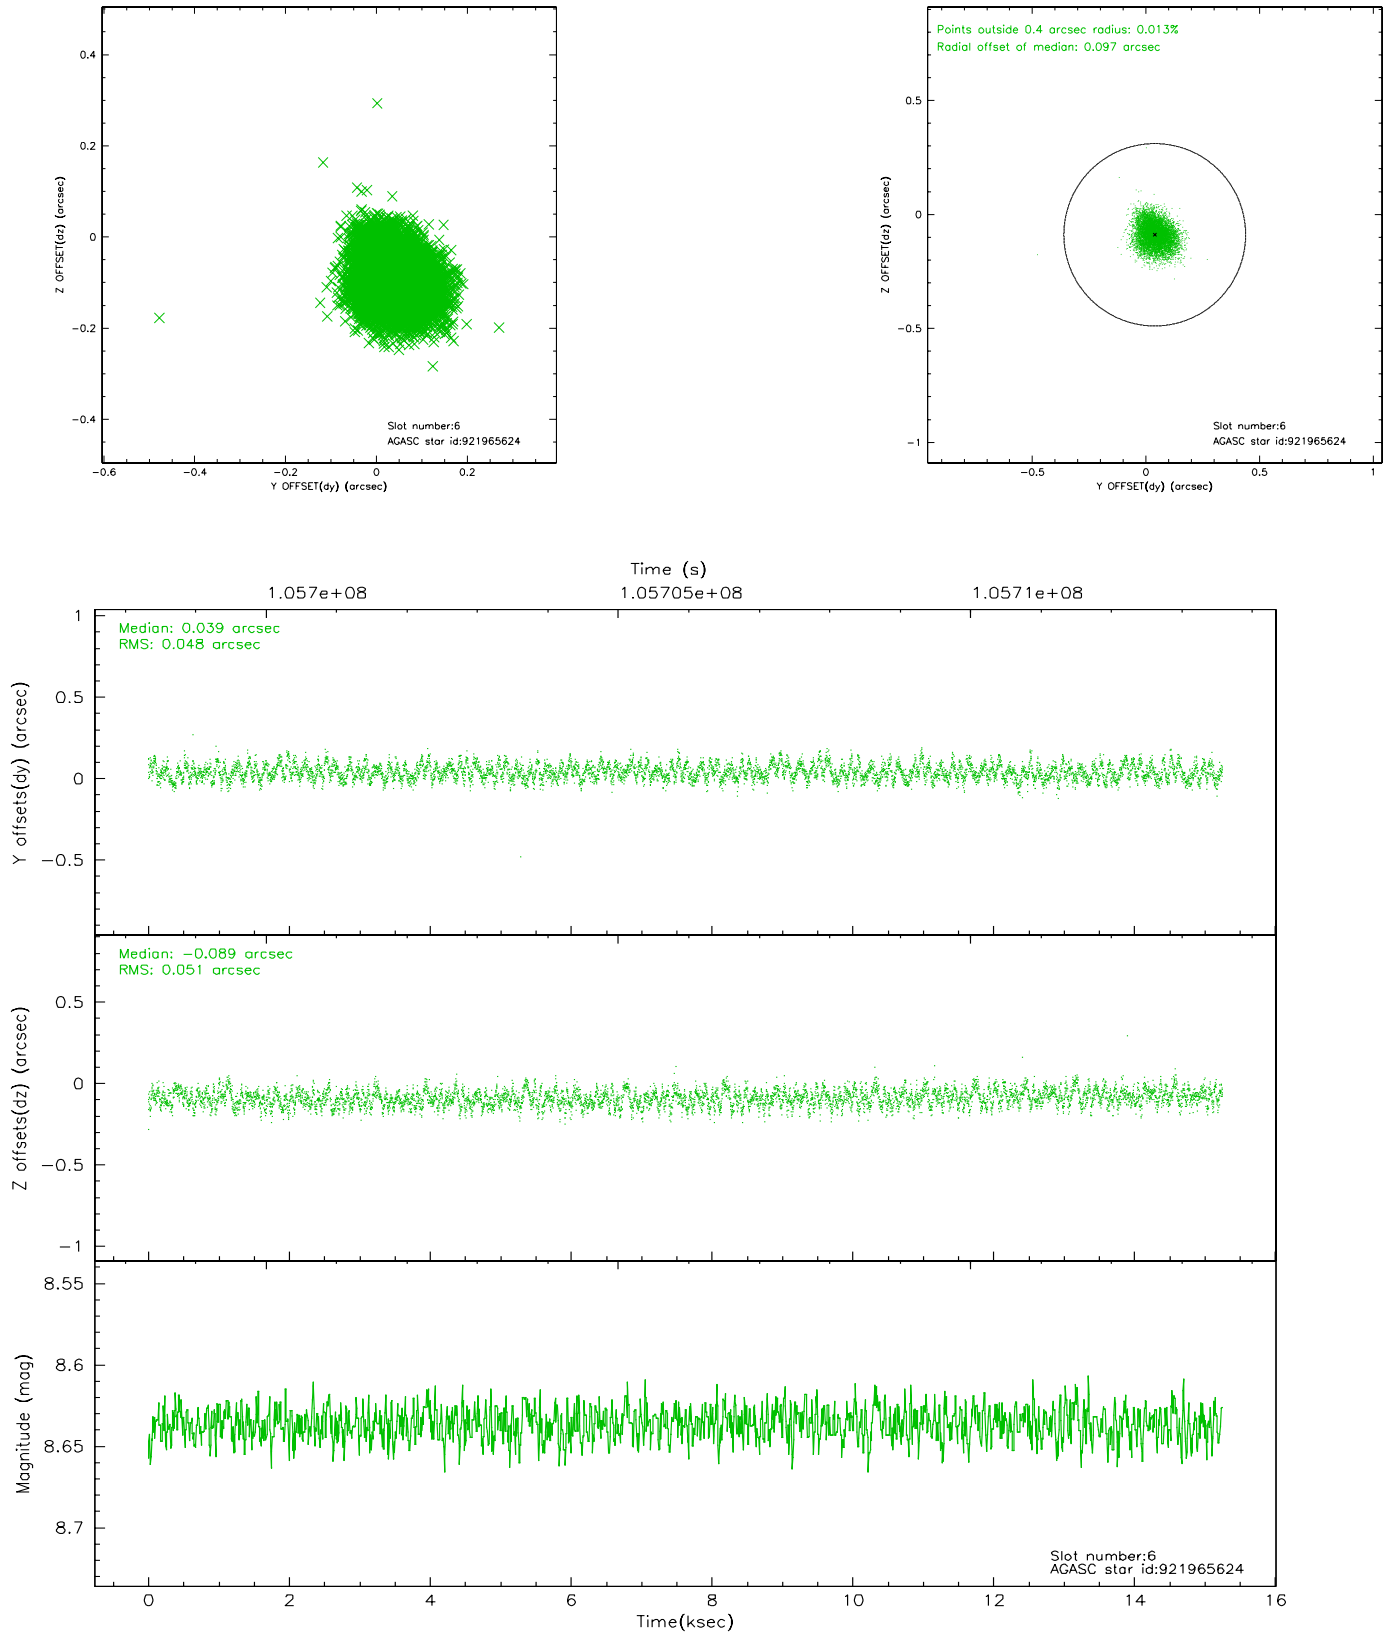 0.4
0.2
0
-0.2
-0.4
-0.6
-0.4
-0.2
0
0.2
Z OFFSET(dz) (arcsec)
Y OFFSET(dy) (arcsec)
Slot number:6
AGASC star id:921965624
Points outside 0.4 arcsec radius: 0.013%
Radial offset of median: 0.097 arcsec
0.5
0
-0.5
-1
-0.5
0
0.5
1
Z OFFSET(dz) (arcsec)
Y OFFSET(dy) (arcsec)
Slot number:6
AGASC star id:921965624
Time (s)
1.057e+08
1.05705e+08
1.0571e+08
Median: 0.039 arcsec
RMS: 0.048 arcsec
1
0.5
0
-0.5
Y offsets(dy) (arcsec)
Median: -0.089 arcsec
RMS: 0.051 arcsec
0.5
0
-0.5
-1
Z offsets(dz) (arcsec)
8.55
8.6
8.65
8.7
Magnitude (mag)
Slot number:6
AGASC star id:921965624
0
2
4
6
8
10
12
14
16
Time(ksec)